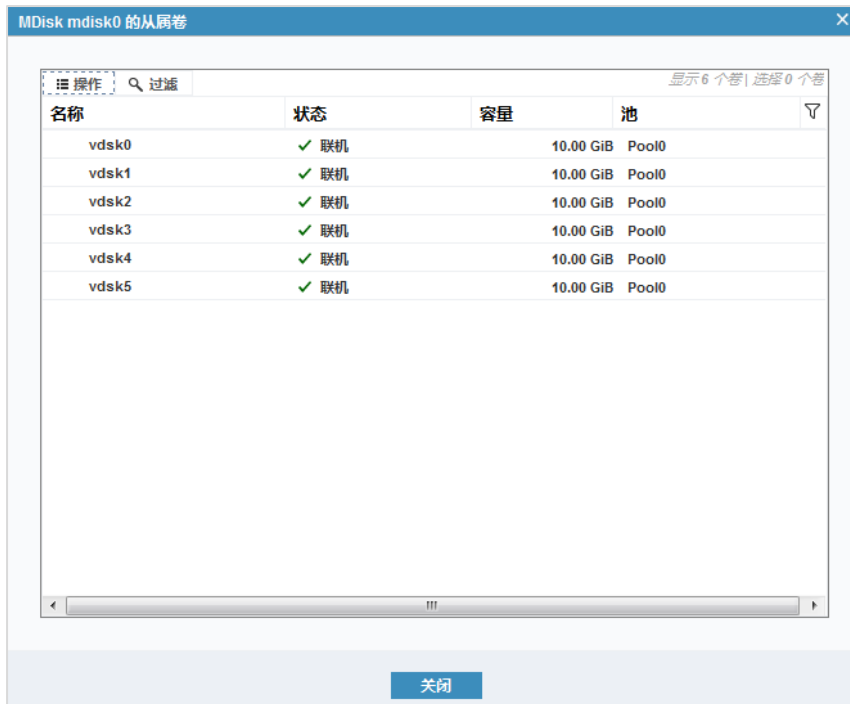 MDisk mdisk0 的从属卷
操作 过滤 显示 6 个卷 | 选择 0 个卷
名称 状态 容量 池
vdsk0 联机 10.00 GiB Pool0
vdsk1 联机 10.00 GiB Pool0
vdsk2 联机 10.00 GiB Pool0
vdsk3 联机 10.00 GiB Pool0
vdsk4 联机 10.00 GiB Pool0
vdsk5 联机 10.00 GiB Pool0
关闭